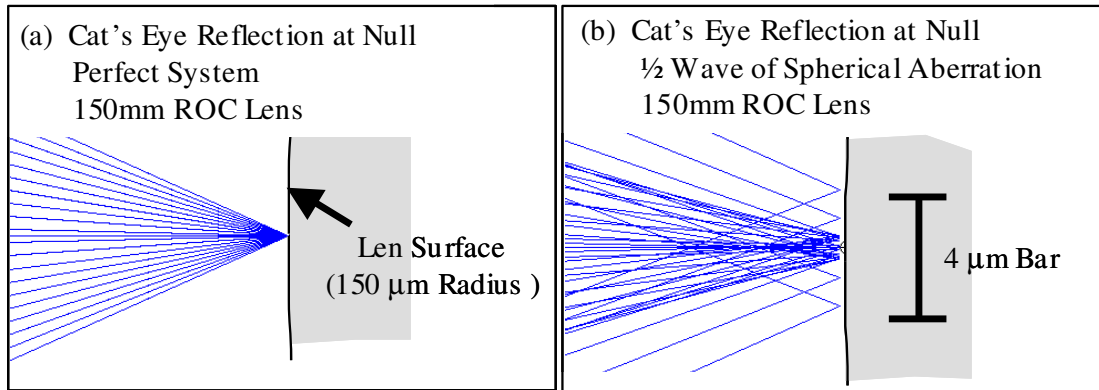 (a) Cat's Eye Reflection at Null
Perfect System
150mm ROC Lens
Len Surface
(150 μm Radius )
(b) Cat's Eye Reflection at Null
½ Wave of Spherical Aberration
150mm ROC Lens
4 μm Bar